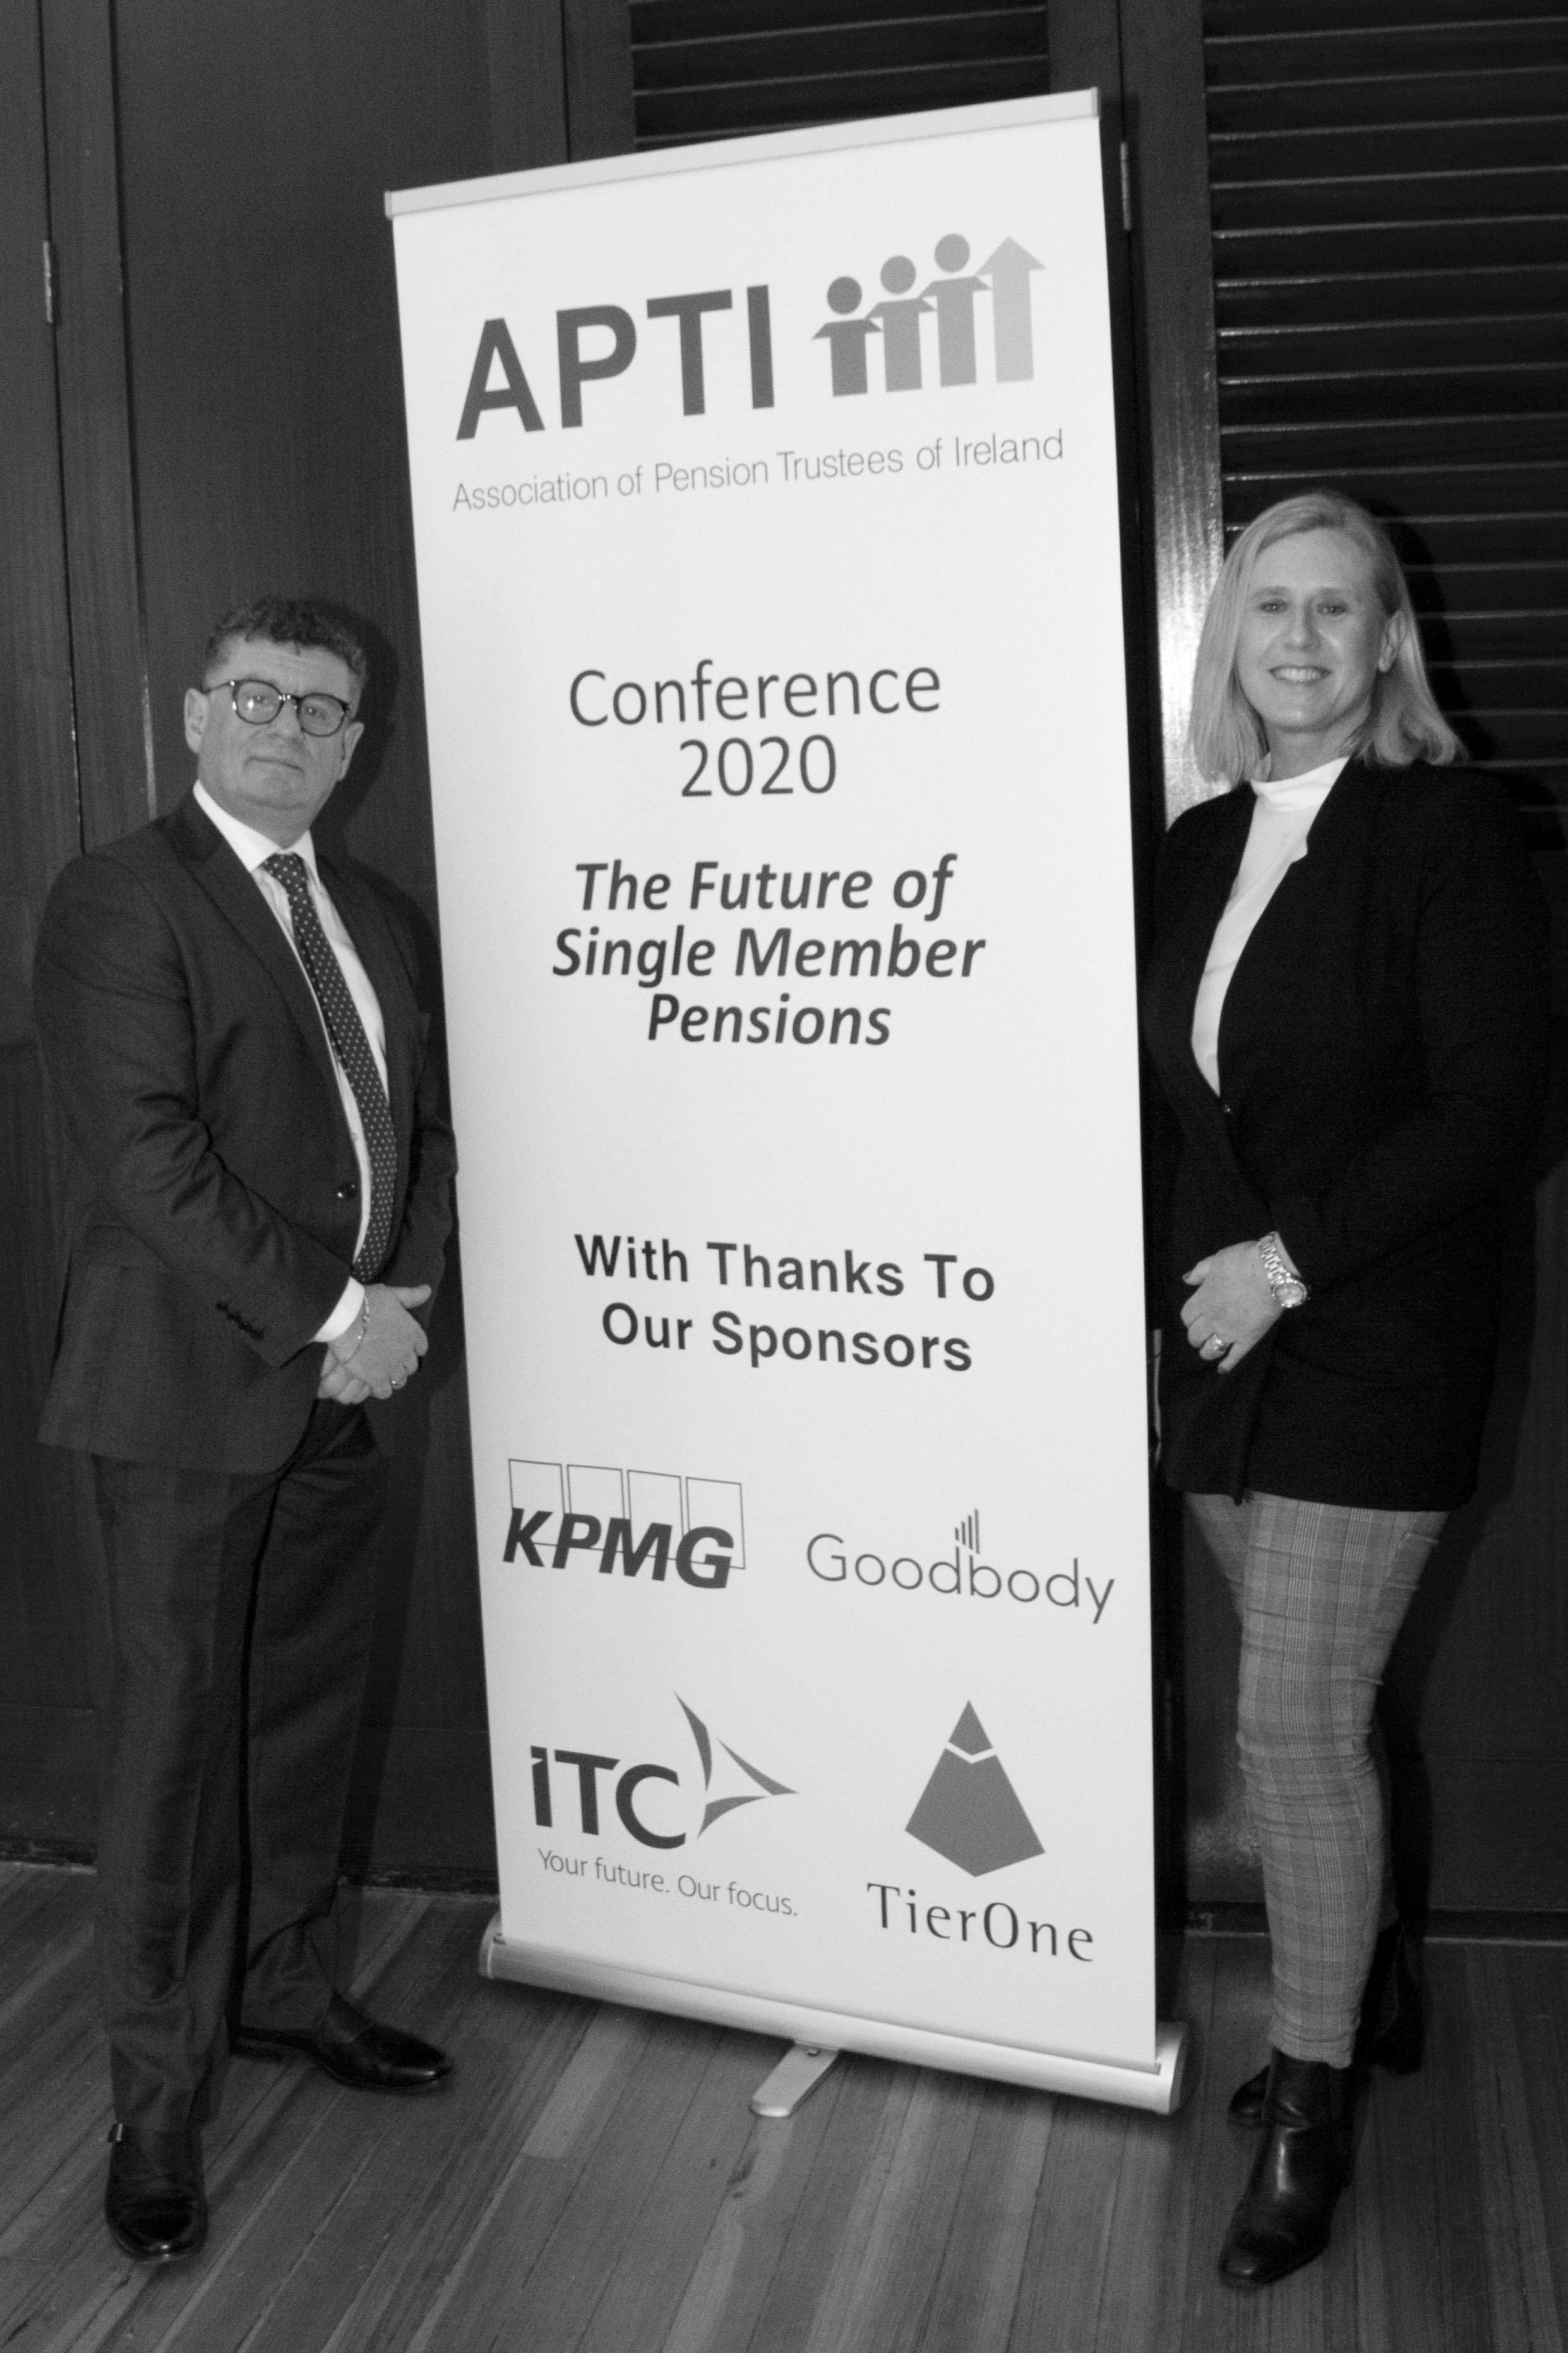 APTI
Association of Pension Trustees of Ireland
Conference
2020
The Future of
Single Member
Pensions
With Thanks To
Our Sponsors
KPMG
Goodbody
iTC
Your future. Our focus.
TierOne